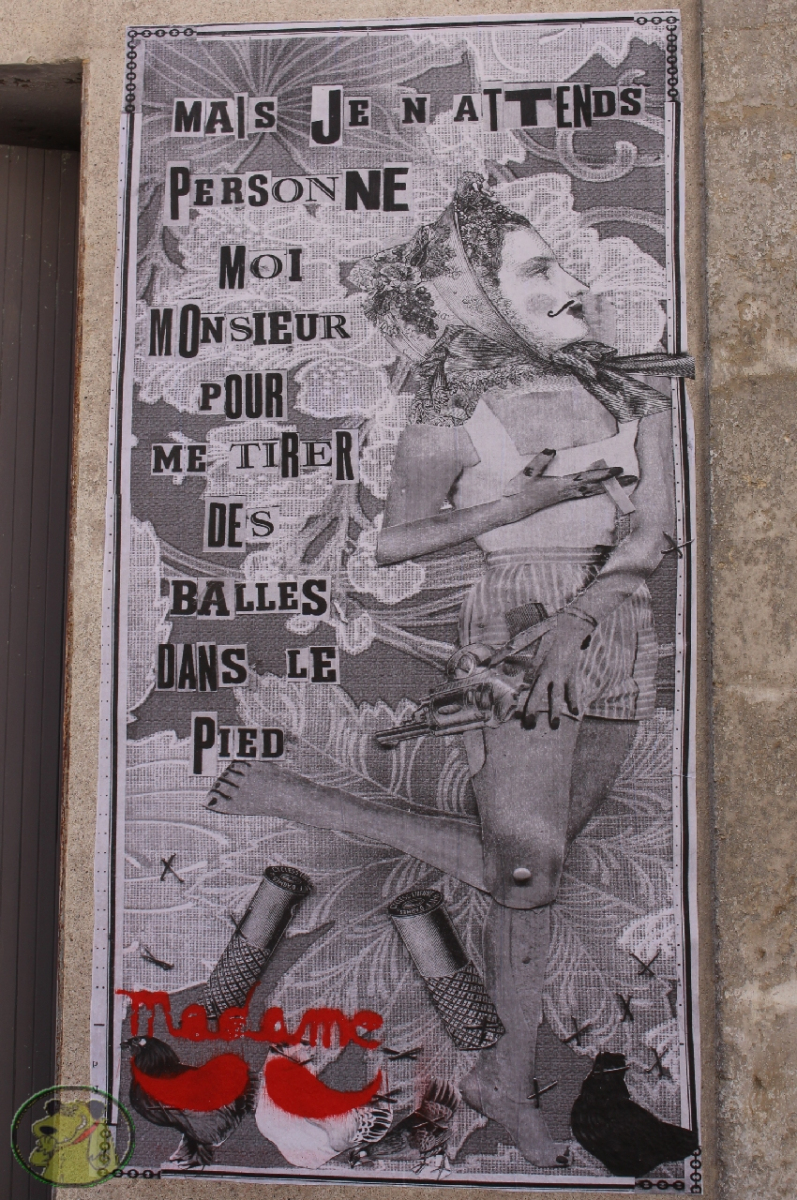 MAIS JE N ATTENDS
PERSONNE
MOI
MONSIEUR
POUR
ME TIRER
DES
BALLES
DANS LE
PIED
madame